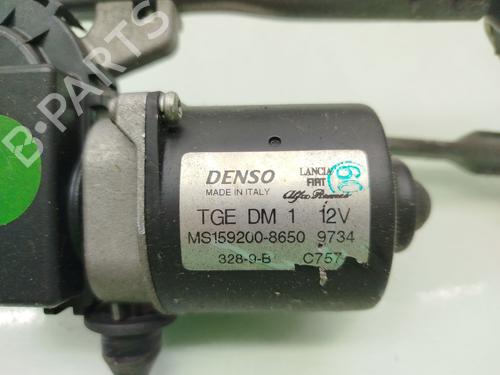 B-PARTS
DENSO
MADE IN ITALY
LANCIA
FIAT
Alfa Romeo
60
TGE DM 1 12V
MS159200-8650 9734
328-9-B C757